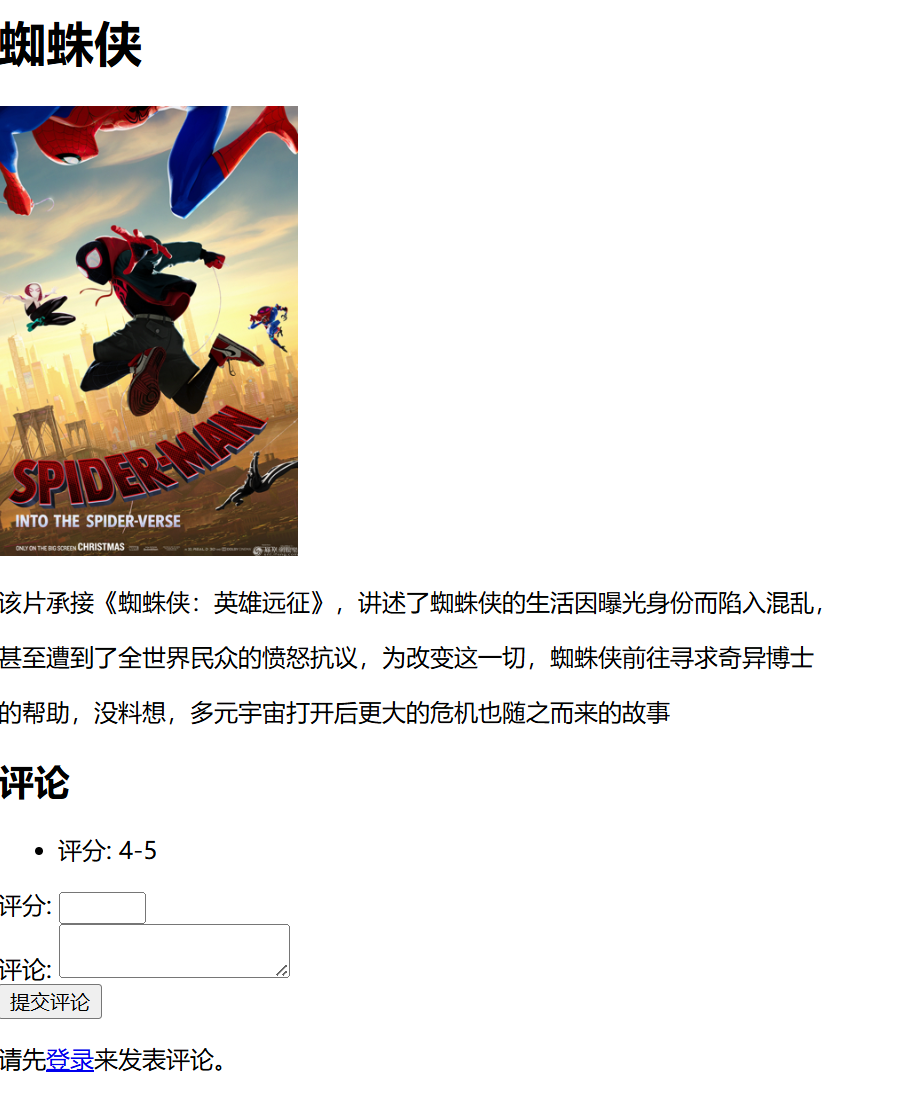 蜘蛛侠
SPIDER-MAN
INTO THE SPIDER-VERSE
ONLY ON THE BIG SCREEN CHRISTMAS
该片承接《蜘蛛侠：英雄远征》，讲述了蜘蛛侠的生活因曝光身份而陷入混乱，
甚至遭到了全世界民众的愤怒抗议，为改变这一切，蜘蛛侠前往寻求奇异博士
的帮助，没料想，多元宇宙打开后更大的危机也随之而来的故事
评论
• 评分: 4-5
评分:
评论:
提交评论
请先登录来发表评论。